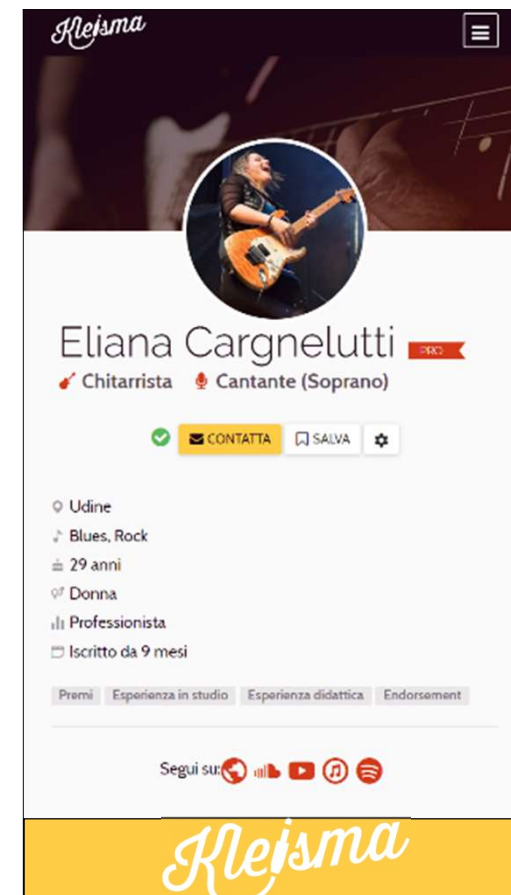 Kleisma
Eliana Cargnelutti PRO
Chitarrista Cantante (Soprano)
CONTATTA SALVA
Udine
Blues, Rock
29 anni
Donna
Professionista
Iscritto da 9 mesi
Premi Esperienza in studio Esperienza didattica Endorsement
Segui su:
Kleisma